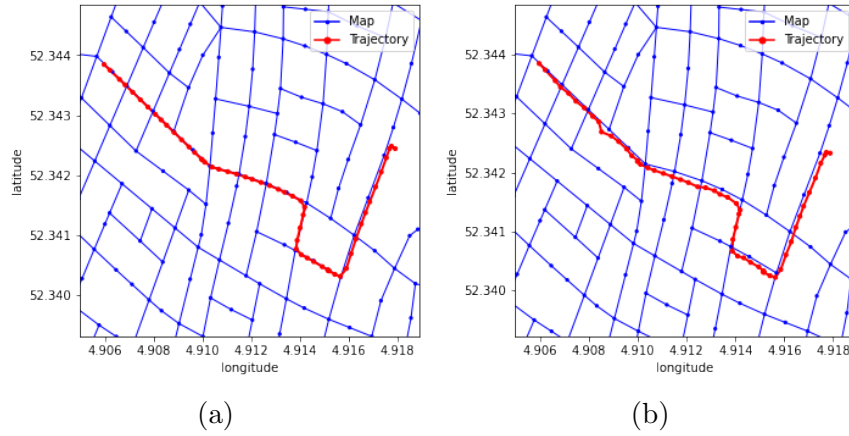 Map
Trajectory
52.344
52.343
52.342
52.341
52.340
latitude
4.906 4.908 4.910 4.912 4.914 4.916 4.918
longitude
(a)
Map
Trajectory
52.344
52.343
52.342
52.341
52.340
latitude
4.906 4.908 4.910 4.912 4.914 4.916 4.918
longitude
(b)